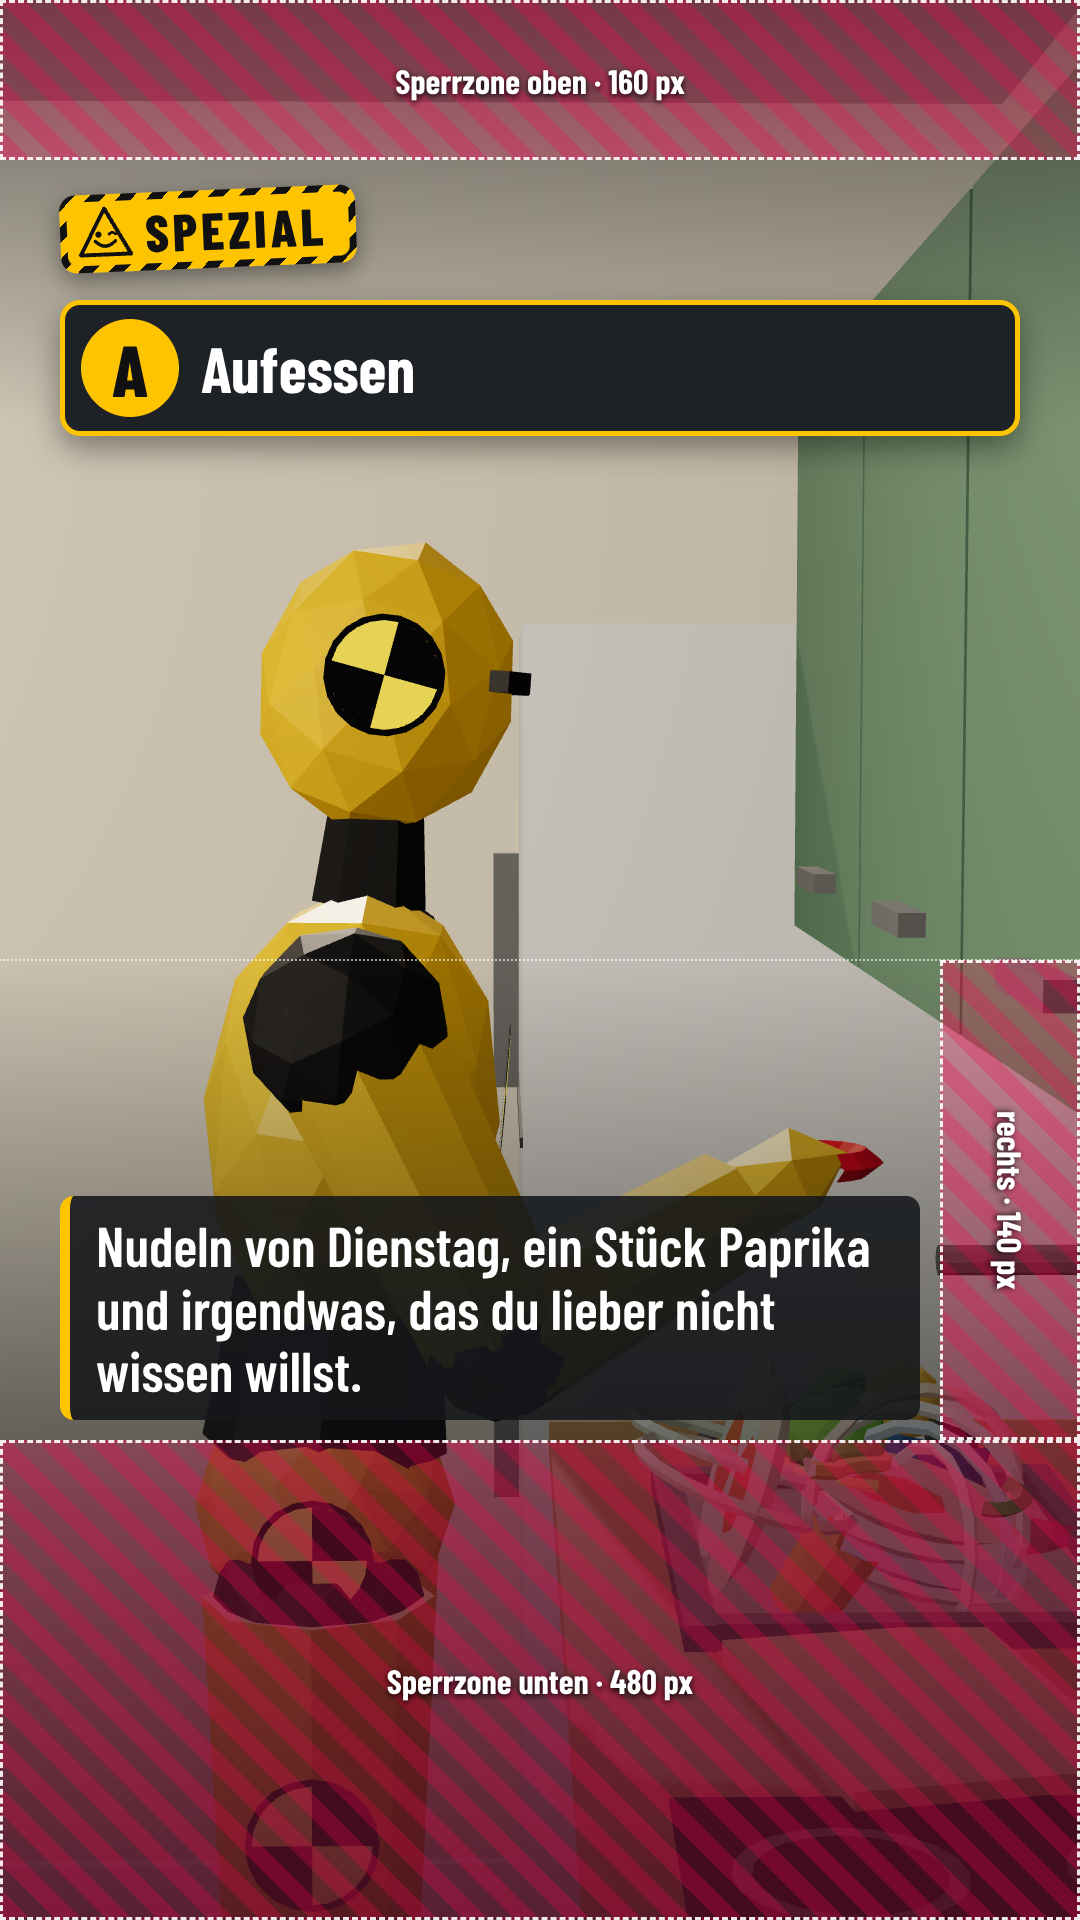 Sperrzone oben · 160 px
SPEZIAL
A Aufessen
rechts · 140 px
Nudeln von Dienstag, ein Stück Paprika
und irgendwas, das du lieber nicht
wissen willst.
Sperrzone unten · 480 px